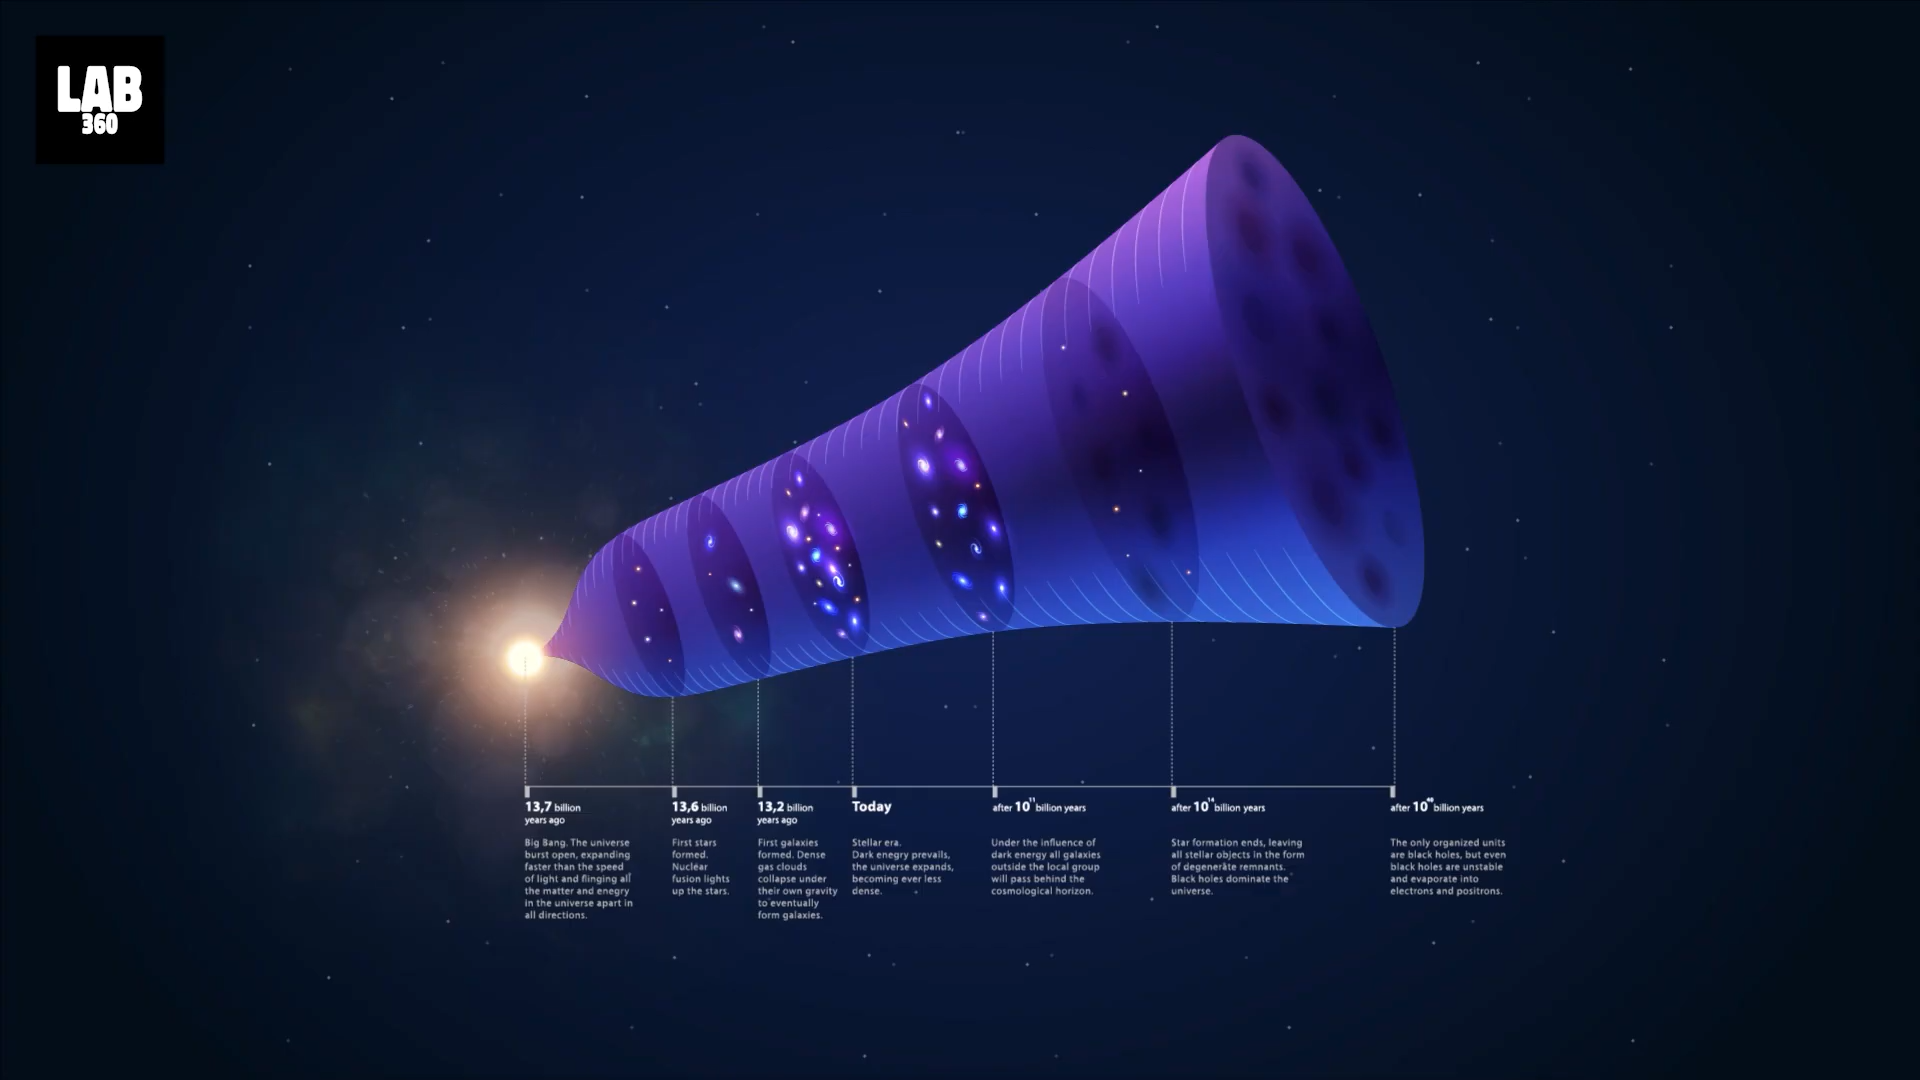 LAB
360
13,7 billion
years ago
Big Bang. The universe
burst open, expanding
faster than the speed
of light and flinging all
the matter and enegry
in the universe apart in
all directions.
13,6 billion
years ago
First stars
formed.
Nuclear
fusion lights
up the stars.
13,2 billion
years ago
First galaxies
formed. Dense
gas clouds
collapse under
their own gravity
to eventually
form galaxies.
Today
Stellar era.
Dark enegry prevails,
the universe expands,
becoming ever less
dense.
after 10¹¹ billion years
Under the influence of
dark energy all galaxies
outside the local group
will pass behind the
cosmological horizon.
after 10¹⁴ billion years
Star formation ends, leaving
all stellar objects in the form
of degenerate remnants.
Black holes dominate the
universe.
after 10⁴⁰ billion years
The only organized units
are black holes, but even
black holes are unstable
and evaporate into
electrons and positrons.